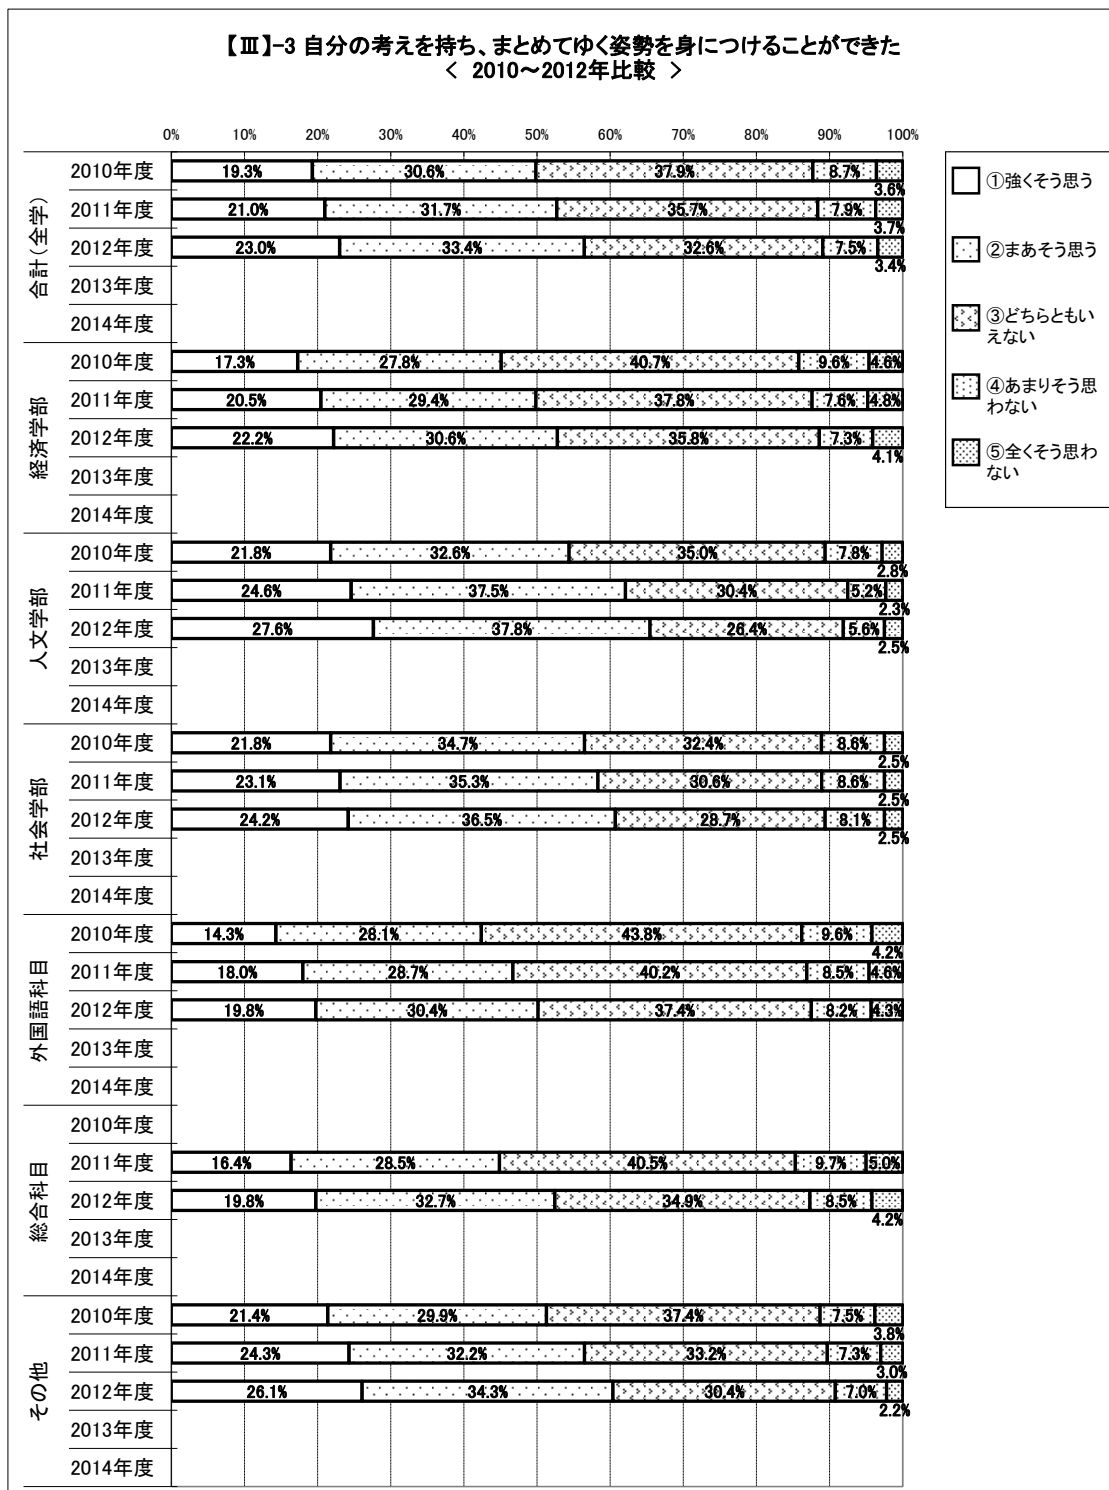 【Ⅲ】-3 自分の考えを持ち、まとめてゆく姿勢を身につけることができた
＜ 2010～2012年比較 ＞
0% 10% 20% 30% 40% 50% 60% 70% 80% 90% 100%
合計(全学)
2010年度 19.3% 30.6% 37.9% 8.7% 3.6%
2011年度 21.0% 31.7% 35.7% 7.9% 3.7%
2012年度 23.0% 33.4% 32.6% 7.5% 3.4%
2013年度
2014年度
経済学部
2010年度 17.3% 27.8% 40.7% 9.6% 4.6%
2011年度 20.5% 29.4% 37.8% 7.6% 4.8%
2012年度 22.2% 30.6% 35.8% 7.3% 4.1%
2013年度
2014年度
人文学部
2010年度 21.8% 32.6% 35.0% 7.8% 2.8%
2011年度 24.6% 37.5% 30.4% 5.2% 2.3%
2012年度 27.6% 37.8% 26.4% 5.6% 2.5%
2013年度
2014年度
社会学部
2010年度 21.8% 34.7% 32.4% 8.6% 2.5%
2011年度 23.1% 35.3% 30.6% 8.6% 2.5%
2012年度 24.2% 36.5% 28.7% 8.1% 2.5%
2013年度
2014年度
外国語科目
2010年度 14.3% 28.1% 43.8% 9.6% 4.2%
2011年度 18.0% 28.7% 40.2% 8.5% 4.6%
2012年度 19.8% 30.4% 37.4% 8.2% 4.3%
2013年度
2014年度
総合科目
2010年度
2011年度 16.4% 28.5% 40.5% 9.7% 5.0%
2012年度 19.8% 32.7% 34.9% 8.5% 4.2%
2013年度
2014年度
その他
2010年度 21.4% 29.9% 37.4% 7.5% 3.8%
2011年度 24.3% 32.2% 33.2% 7.3% 3.0%
2012年度 26.1% 34.3% 30.4% 7.0% 2.2%
2013年度
2014年度
①強くそう思う
②まあそう思う
③どちらともい
えない
④あまりそう思
わない
⑤全くそう思わ
ない